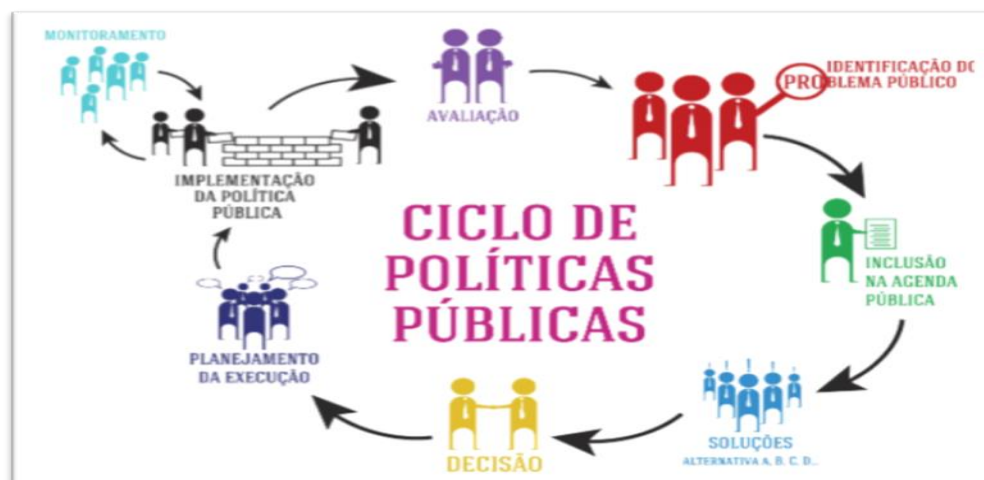 MONITORAMENTO
AVALIAÇÃO
PRO
IDENTIFICAÇÃO DO
BLEMA PÚBLICO
IMPLEMENTAÇÃO
DA POLÍTICA
PÚBLICA
CICLO DE
POLÍTICAS
PÚBLICAS
INCLUSÃO
NA AGENDA
PÚBLICA
PLANEJAMENTO
DA EXECUÇÃO
SOLUÇÕES
ALTERNATIVA A, B, C, D...
DECISÃO